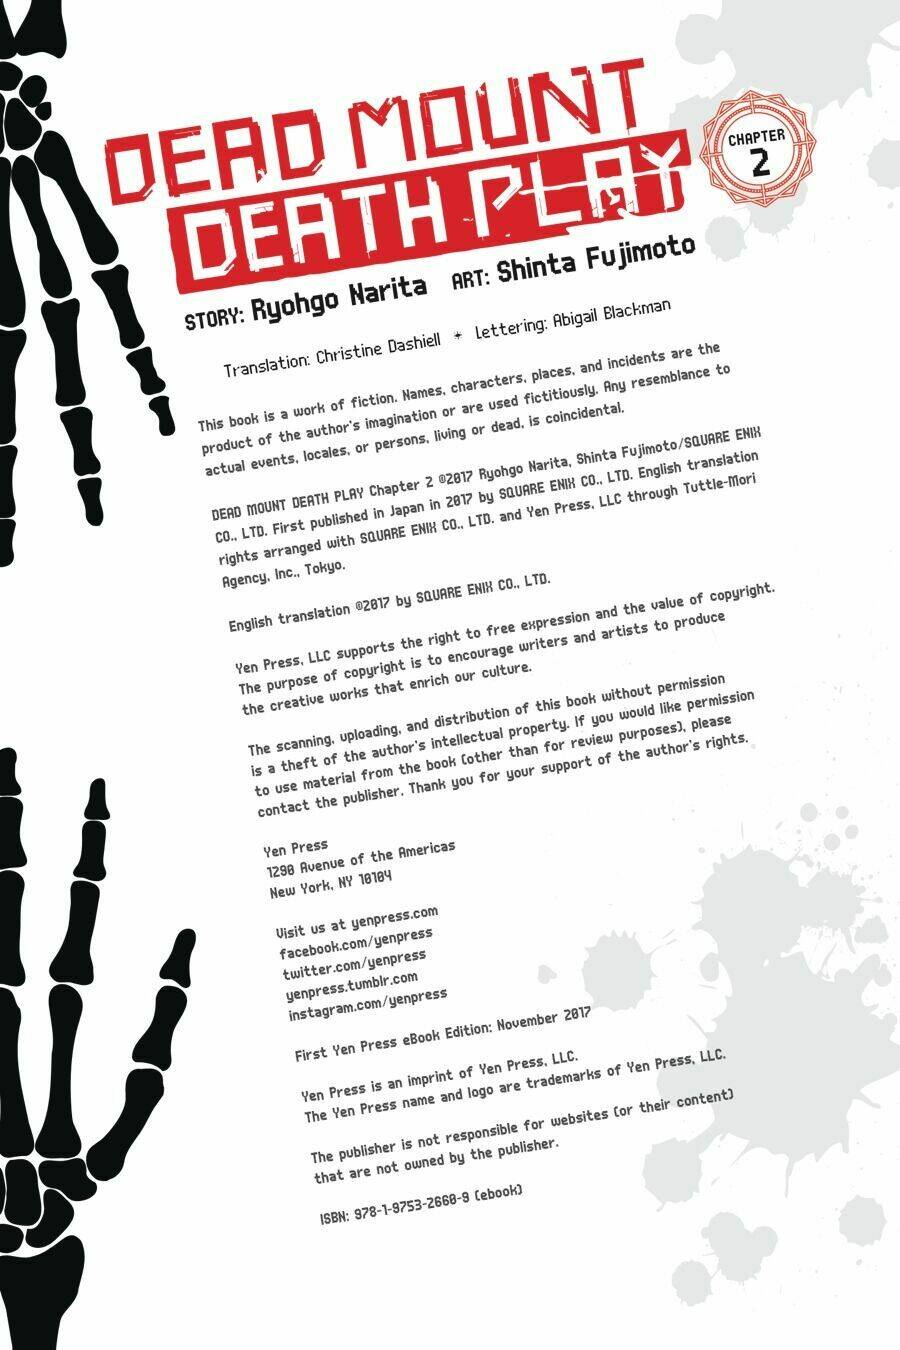 DEAD MOUNT
DEATH PLAY
CHAPTER
2
STORY: Ryohgo Narita ART: Shinta Fujimoto
Translation: Christine Dashiell ✦ Lettering: Abigail Blackman
This book is a work of fiction. Names, characters, places, and incidents are the
product of the author's imagination or are used fictitiously. Any resemblance to
actual events, locales, or persons, living or dead, is coincidental.
DEAD MOUNT DEATH PLAY Chapter 2 ©2017 Ryohgo Narita, Shinta Fujimoto/SQUARE ENIX
CO., LTD. First published in Japan in 2017 by SQUARE ENIX CO., LTD. English translation
rights arranged with SQUARE ENIX CO., LTD. and Yen Press, LLC through Tuttle-Mori
Agency, Inc., Tokyo.
English translation ©2017 by SQUARE ENIX CO., LTD.
Yen Press, LLC supports the right to free expression and the value of copyright.
The purpose of copyright is to encourage writers and artists to produce
the creative works that enrich our culture.
The scanning, uploading, and distribution of this book without permission
is a theft of the author's intellectual property. If you would like permission
to use material from the book (other than for review purposes), please
contact the publisher. Thank you for your support of the author's rights.
Yen Press
1290 Avenue of the Americas
New York, NY 10104
Visit us at yenpress.com
facebook.com/yenpress
twitter.com/yenpress
yenpress.tumblr.com
instagram.com/yenpress
First Yen Press eBook Edition: November 2017
Yen Press is an imprint of Yen Press, LLC.
The Yen Press name and logo are trademarks of Yen Press, LLC.
The publisher is not responsible for websites (or their content)
that are not owned by the publisher.
ISBN: 978-1-9753-2660-9 (ebook)